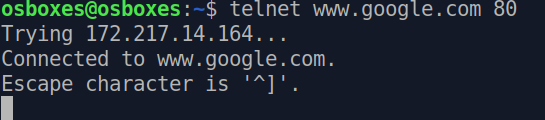 osboxes@osboxes:~$ telnet www.google.com 80
Trying 172.217.14.164...
Connected to www.google.com.
Escape character is '^]'.